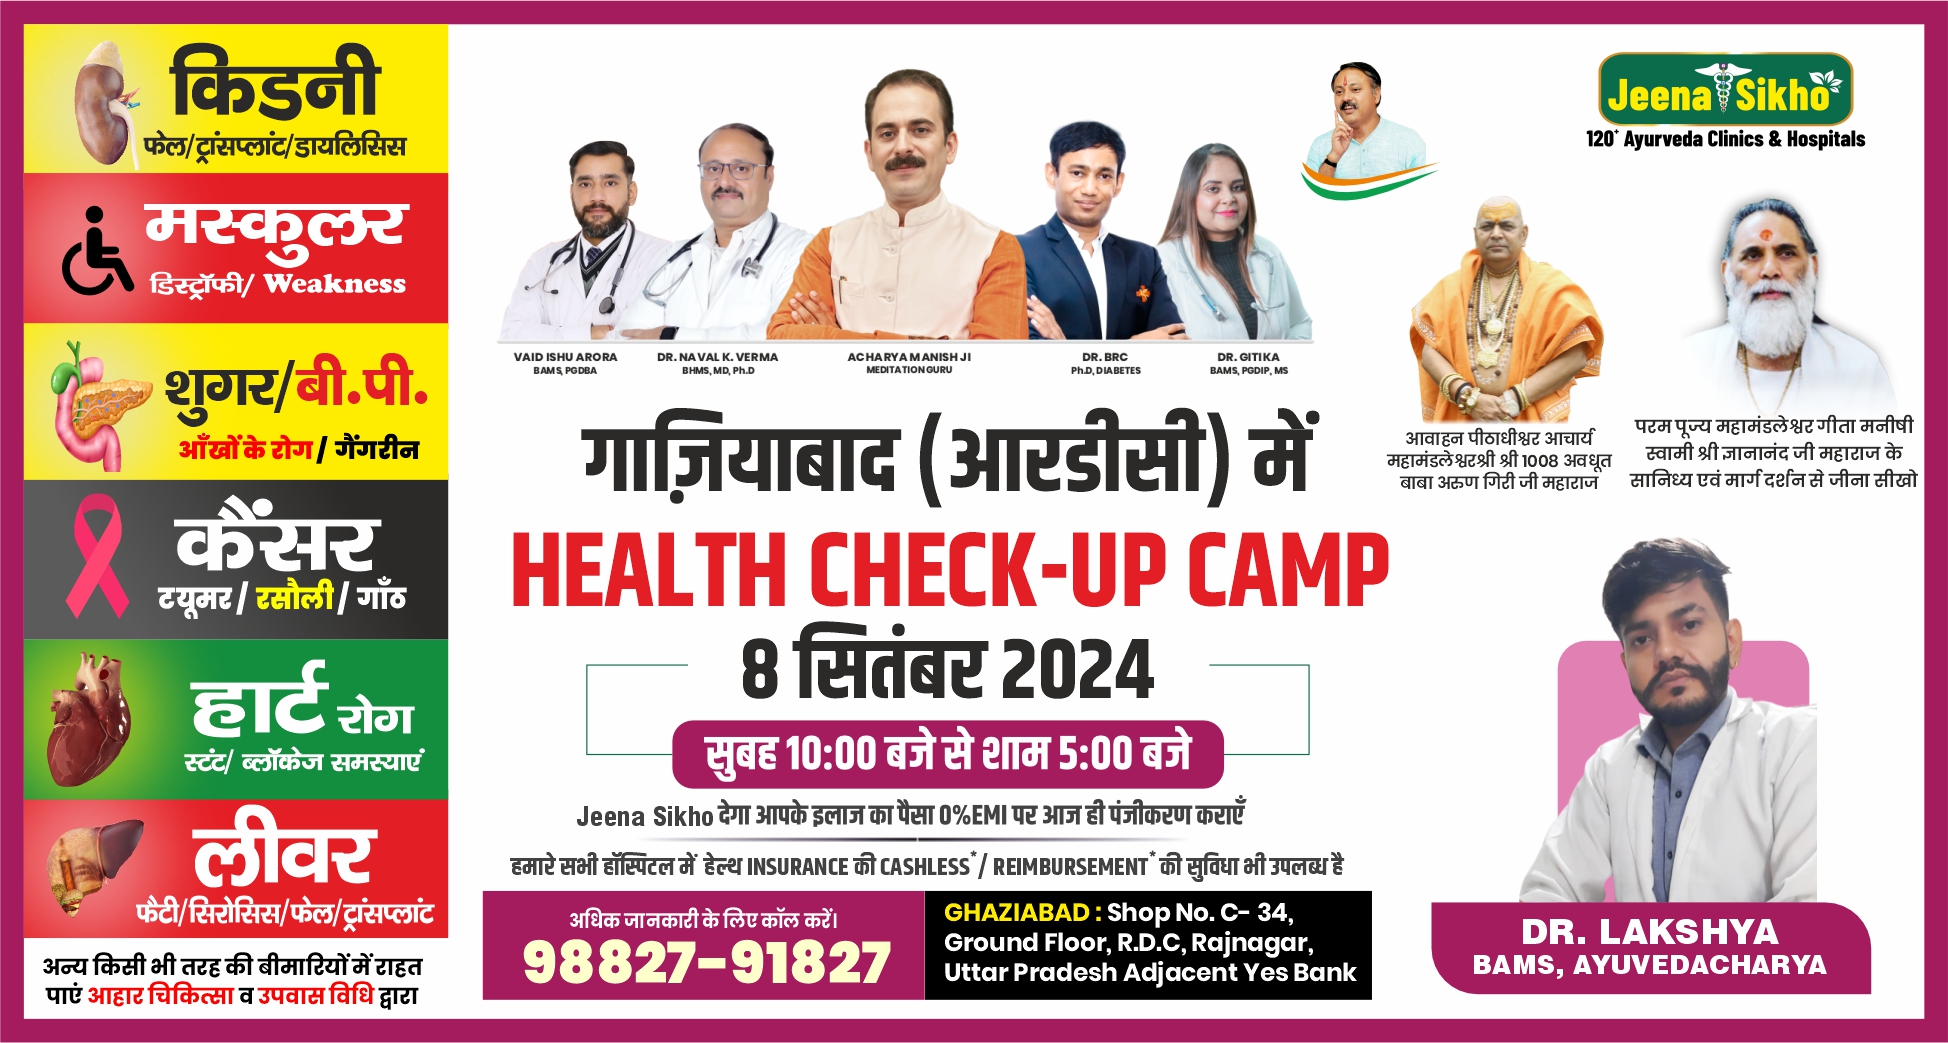 किडनी
फेल/ट्रांसप्लांट/डायलिसिस
मस्कुलर
डिस्ट्रॉफी/ Weakness
शुगर/बी.पी.
आँखों के रोग / गैंगरीन
कैंसर
टयूमर / रसौली / गाँठ
हार्ट रोग
स्टंट/ ब्लॉकेज समस्याएं
लीवर
फैटी/सिरोसिस/फेल/ट्रांसप्लांट
अन्य किसी भी तरह की बीमारियों में राहत
पाएं आहार चिकित्सा व उपवास विधि द्वारा
VAID ISHU ARORA
BAMS, PGDBA
DR. NAVAL K. VERMA
BHMS, MD, Ph.D
ACHARYA MANISH JI
MEDITATION GURU
DR. BRC
Ph.D, DIABETES
DR. GITIKA
BAMS, PGDIP, MS
Jeena Sikho
120+ Ayurveda Clinics & Hospitals
आवाहन पीठाधीश्वर आचार्य
महामंडलेश्वरश्री श्री 1008 अवधूत
बाबा अरुण गिरी जी महाराज
परम पूज्य महामंडलेश्वर गीता मनीषी
स्वामी श्री ज्ञानानंद जी महाराज के
सानिध्य एवं मार्ग दर्शन से जीना सीखो
गाज़ियाबाद (आरडीसी) में
HEALTH CHECK-UP CAMP
8 सितंबर 2024
सुबह 10:00 बजे से शाम 5:00 बजे
Jeena Sikho देगा आपके इलाज का पैसा 0%EMI पर आज ही पंजीकरण कराएँ
हमारे सभी हॉस्पिटल में हेल्थ INSURANCE की CASHLESS*/ REIMBURSEMENT* की सुविधा भी उपलब्ध है
अधिक जानकारी के लिए कॉल करें।
98827-91827
GHAZIABAD : Shop No. C- 34,
Ground Floor, R.D.C, Rajnagar,
Uttar Pradesh Adjacent Yes Bank
DR. LAKSHYA
BAMS, AYUVEDACHARYA